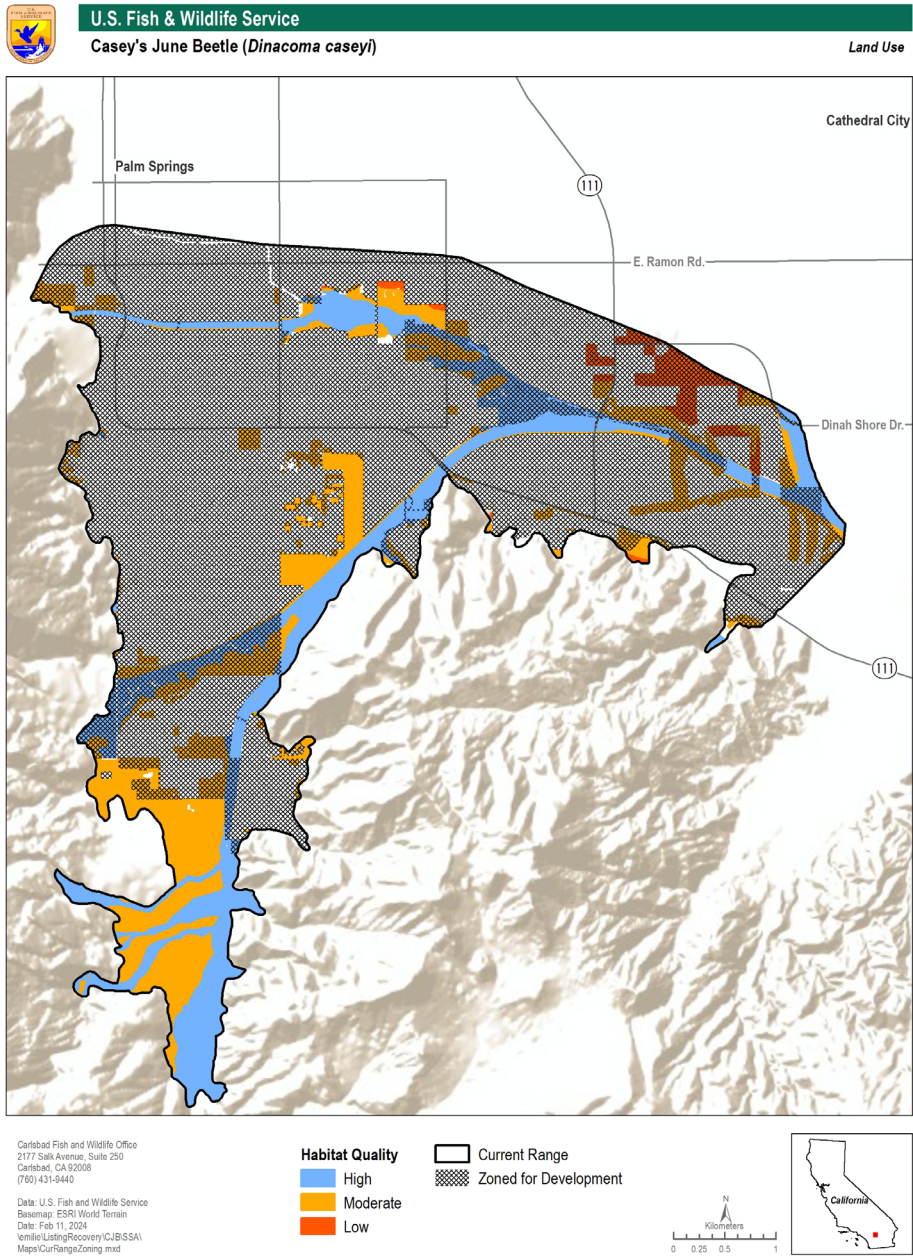 U.S.
FISH & WILDLIFE
SERVICE
U.S. Fish & Wildlife Service
Casey's June Beetle (Dinacoma caseyi)
Land Use
Cathedral City
Palm Springs
111
E. Ramon Rd.
Dinah Shore Dr.
111
Carlsbad Fish and Wildlife Office
2177 Salk Avenue, Suite 250
Carlsbad, CA 92008
(760) 431-9440
Data: U.S. Fish and Wildlife Service
Basemap: ESRI World Terrain
Date: Feb 11, 2024
\emilie\ListingRecovery\CJB\SSA\
Maps\CurRangeZoning.mxd
Habitat Quality
High
Moderate
Low
Current Range
Zoned for Development
N
Kilometers
0 0.25 0.5 1
California